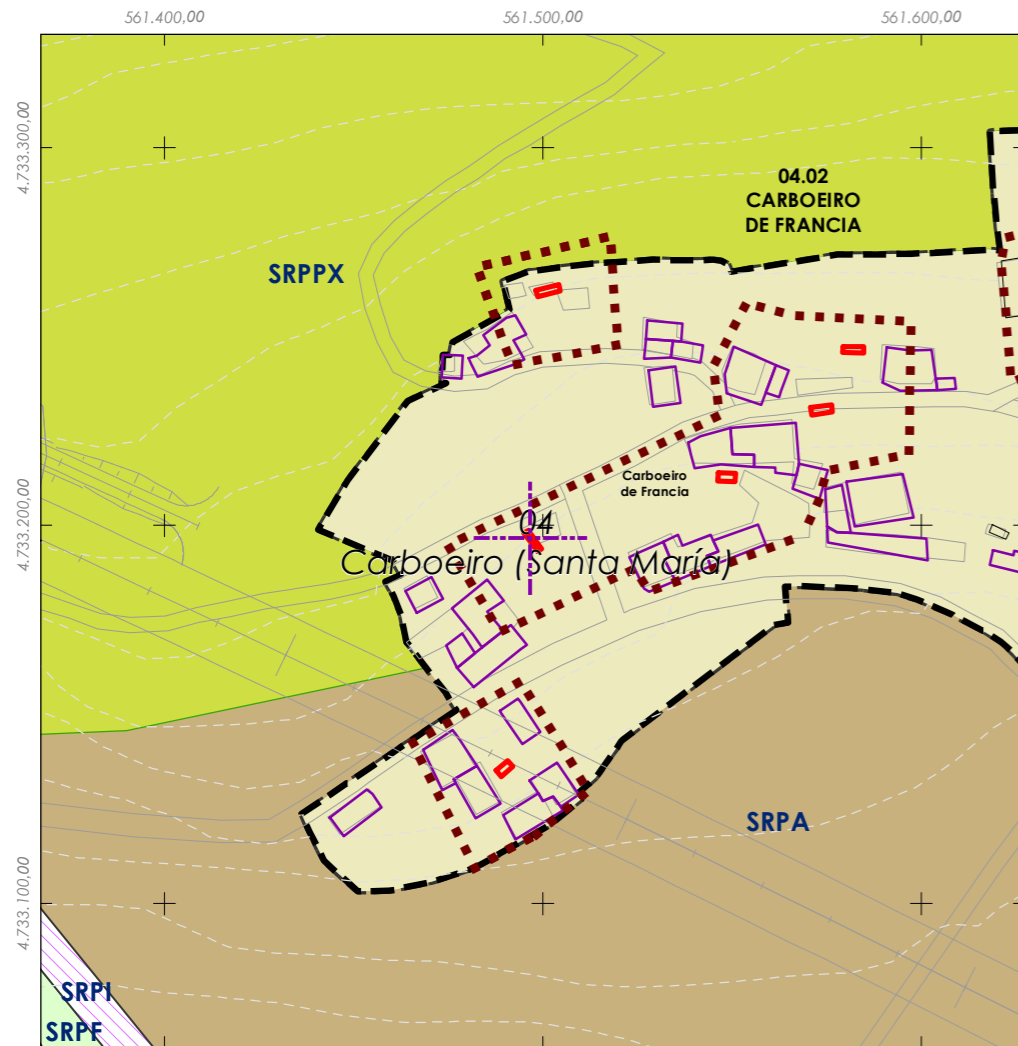 561.400,00
561.500,00
561.600,00
4.733.300,00
04.02
CARBOEIRO
DE FRANCIA
SRPPX
Carboeiro
de Francia
4.733.200,00
04
Carboeiro (Santa María)
SRPA
4.733.100,00
SRPI
SRPF